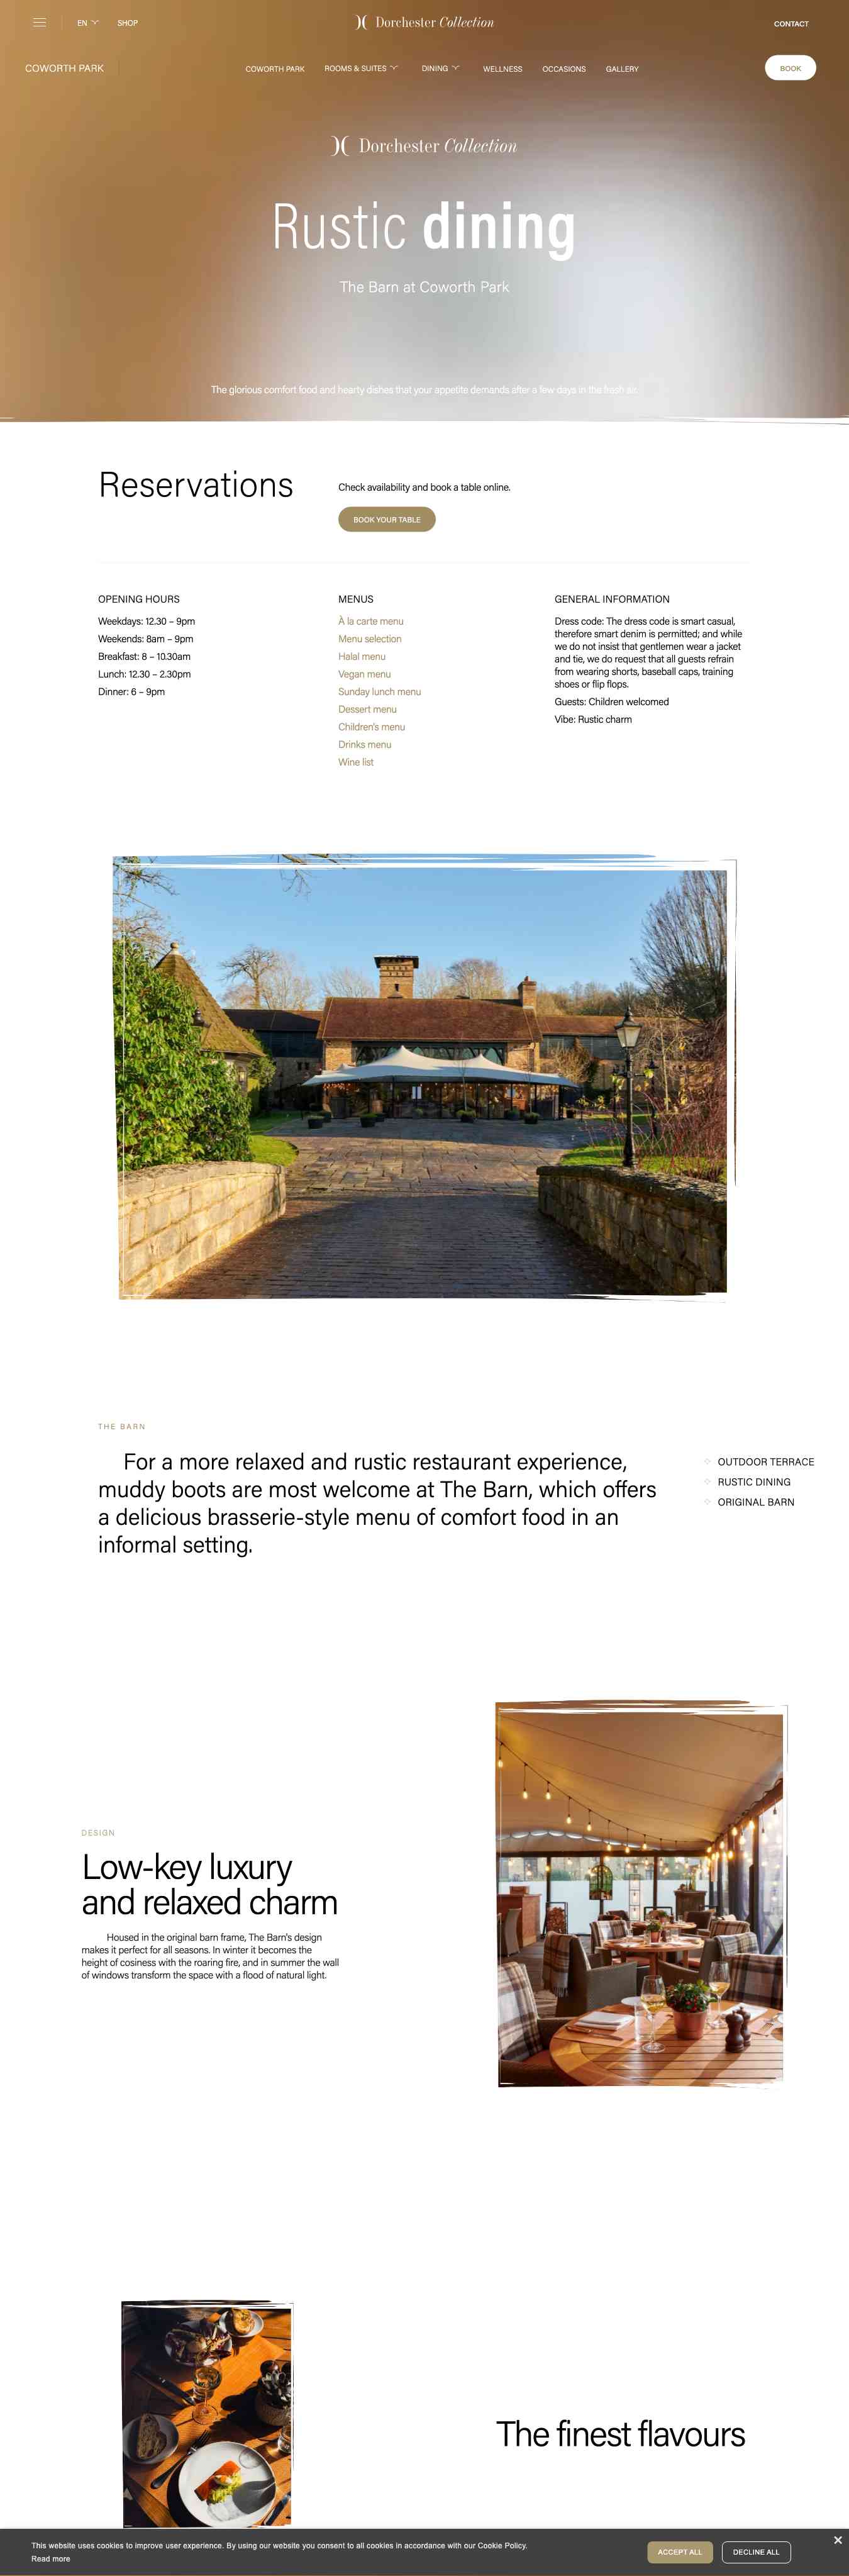 EN
SHOP
Dorchester Collection
CONTACT
COWORTH PARK
COWORTH PARK
ROOMS & SUITES
DINING
WELLNESS
OCCASIONS
GALLERY
BOOK
Dorchester Collection
Rustic dining
The Barn at Coworth Park
The glorious comfort food and hearty dishes that your appetite demands after a few days in the fresh air.
Reservations
Check availability and book a table online.
BOOK YOUR TABLE
OPENING HOURS
Weekdays: 12.30 – 9pm
Weekends: 8am – 9pm
Breakfast: 8 – 10.30am
Lunch: 12.30 – 2.30pm
Dinner: 6 – 9pm
MENUS
À la carte menu
Menu selection
Halal menu
Vegan menu
Sunday lunch menu
Dessert menu
Children's menu
Drinks menu
Wine list
GENERAL INFORMATION
Dress code: The dress code is smart casual,
therefore smart denim is permitted; and while
we do not insist that gentlemen wear a jacket
and tie, we do request that all guests refrain
from wearing shorts, baseball caps, training
shoes or flip flops.
Guests: Children welcomed
Vibe: Rustic charm
THE BARN
For a more relaxed and rustic restaurant experience,
muddy boots are most welcome at The Barn, which offers
a delicious brasserie-style menu of comfort food in an
informal setting.
OUTDOOR TERRACE
RUSTIC DINING
ORIGINAL BARN
DESIGN
Low-key luxury
and relaxed charm
Housed in the original barn frame, The Barn's design
makes it perfect for all seasons. In winter it becomes the
height of cosiness with the roaring fire, and in summer the wall
of windows transform the space with a flood of natural light.
The finest flavours
This website uses cookies to improve user experience. By using our website you consent to all cookies in accordance with our Cookie Policy.
Read more
ACCEPT ALL
DECLINE ALL